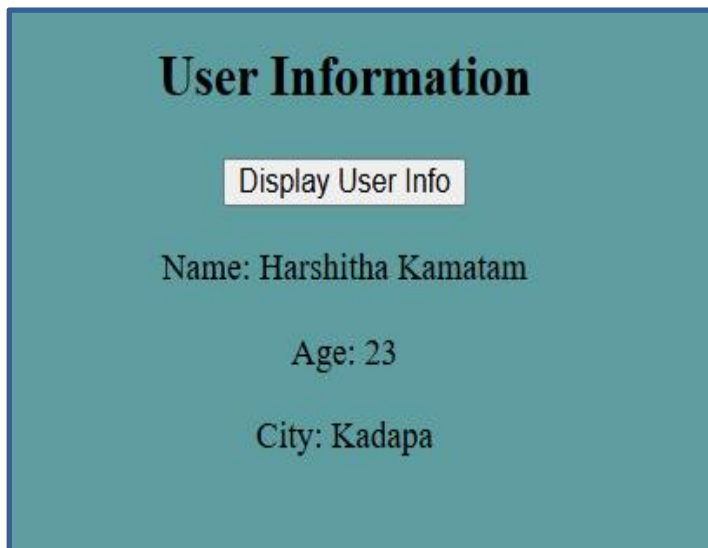 User Information
Display User Info
Name: Harshitha Kamatam
Age: 23
City: Kadapa